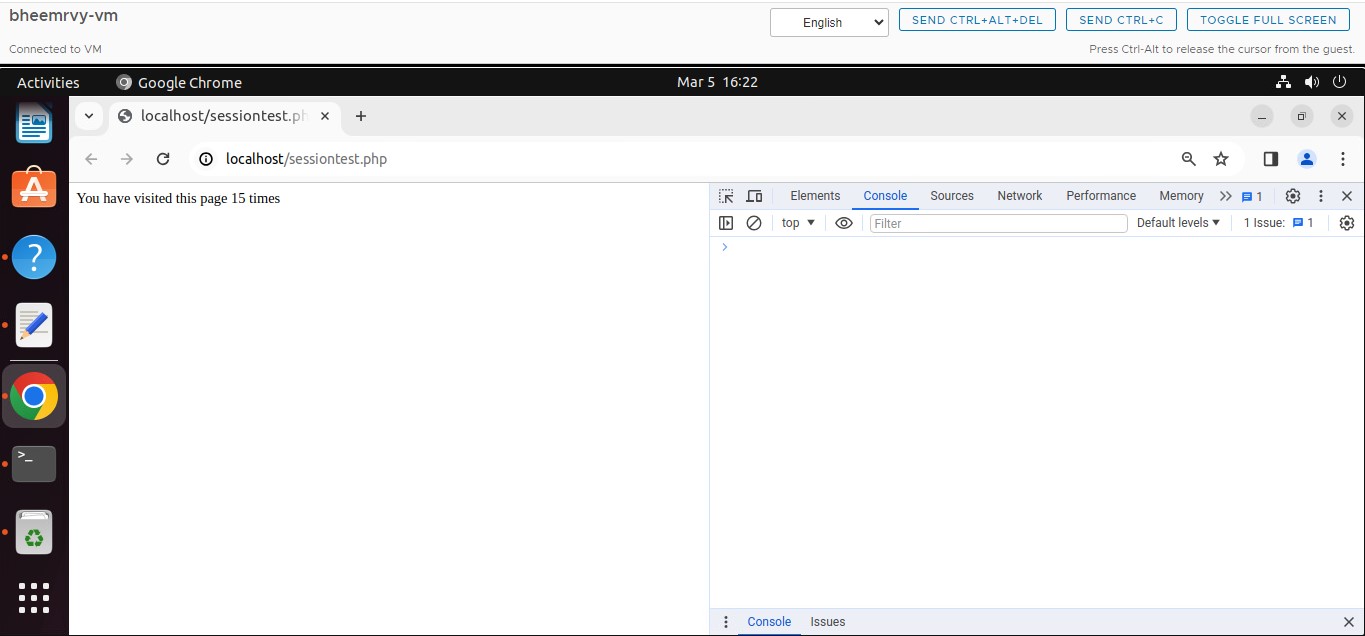 bheemrvy-vm
English
SEND CTRL+ALT+DEL
SEND CTRL+C
TOGGLE FULL SCREEN
Connected to VM
Press Ctrl-Alt to release the cursor from the guest.
Activities
Google Chrome
Mar 5 16:22
localhost/sessiontest.ph
localhost/sessiontest.php
You have visited this page 15 times
Elements
Console
Sources
Network
Performance
Memory
1
top
Filter
Default levels
1 Issue:
1
>_
Console
Issues